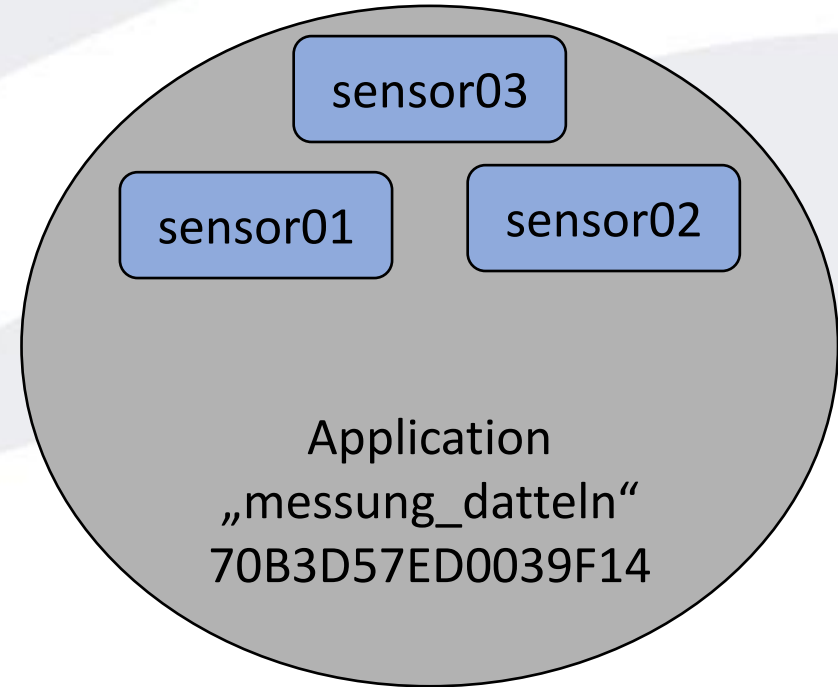 sensor03
sensor01
sensor02
Application
„messung_datteln“
70B3D57ED0039F14